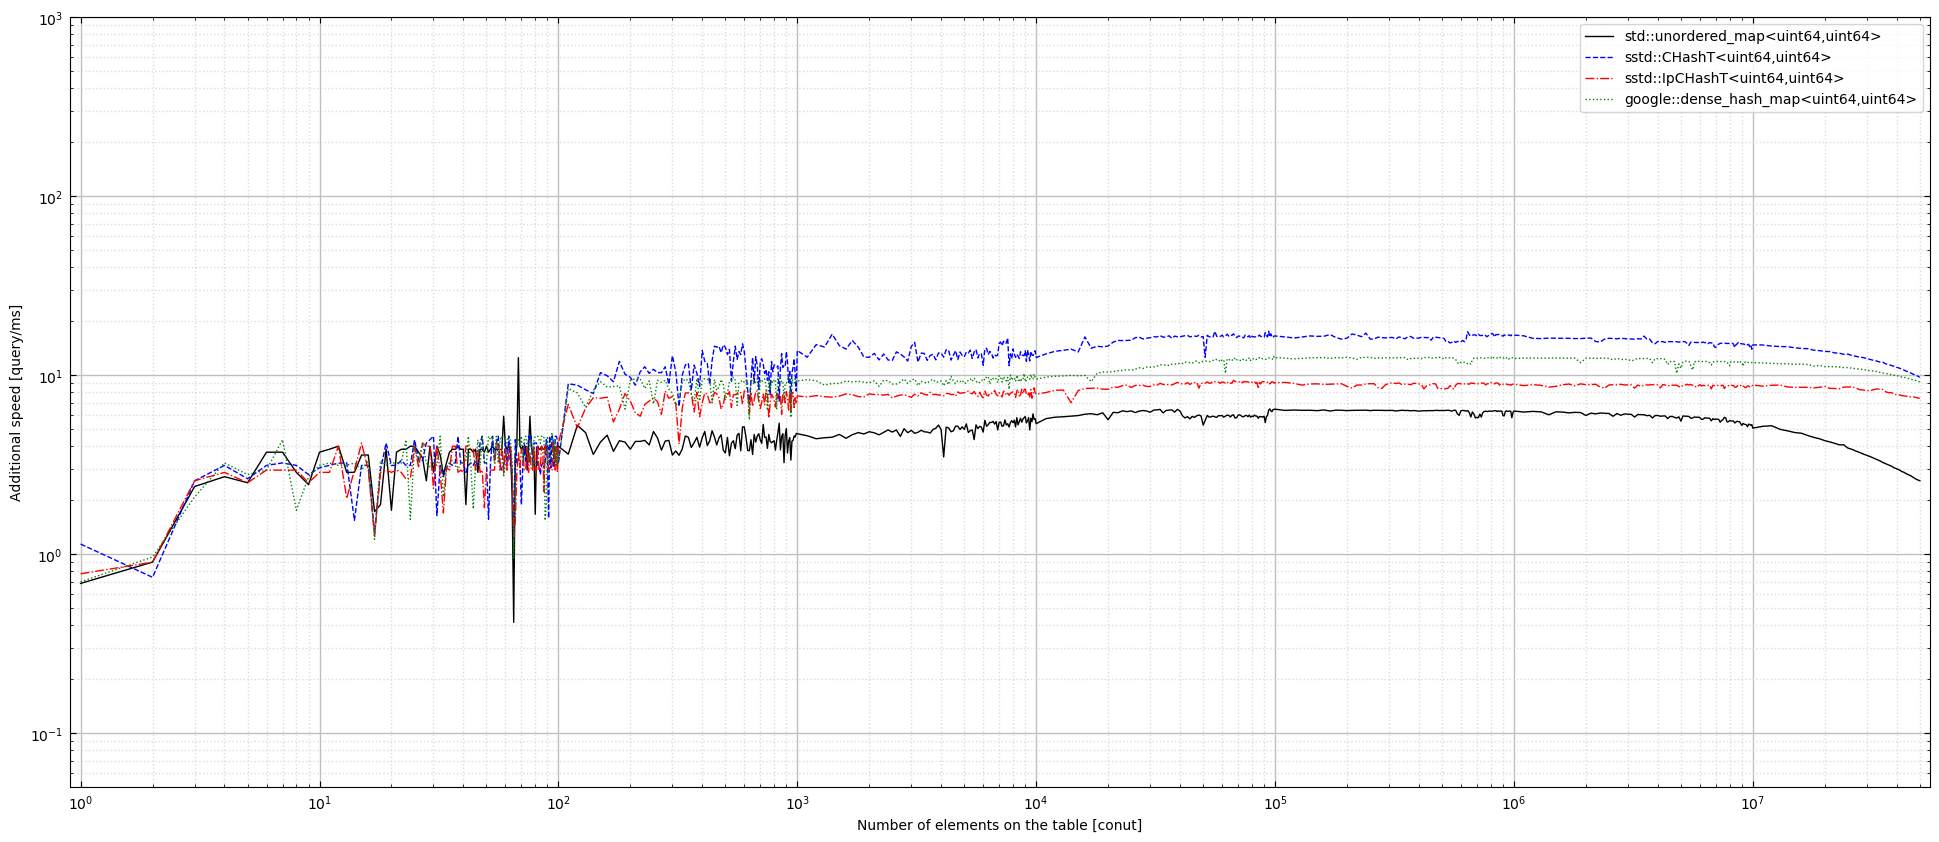 std::unordered_map<uint64,uint64>
sstd::CHashT<uint64,uint64>
sstd::IpCHashT<uint64,uint64>
google::dense_hash_map<uint64,uint64>
Additional speed [query/ms]
10³
10²
10¹
10⁰
10⁻¹
10⁰ 10¹ 10² 10³ 10⁴ 10⁵ 10⁶ 10⁷
Number of elements on the table [conut]